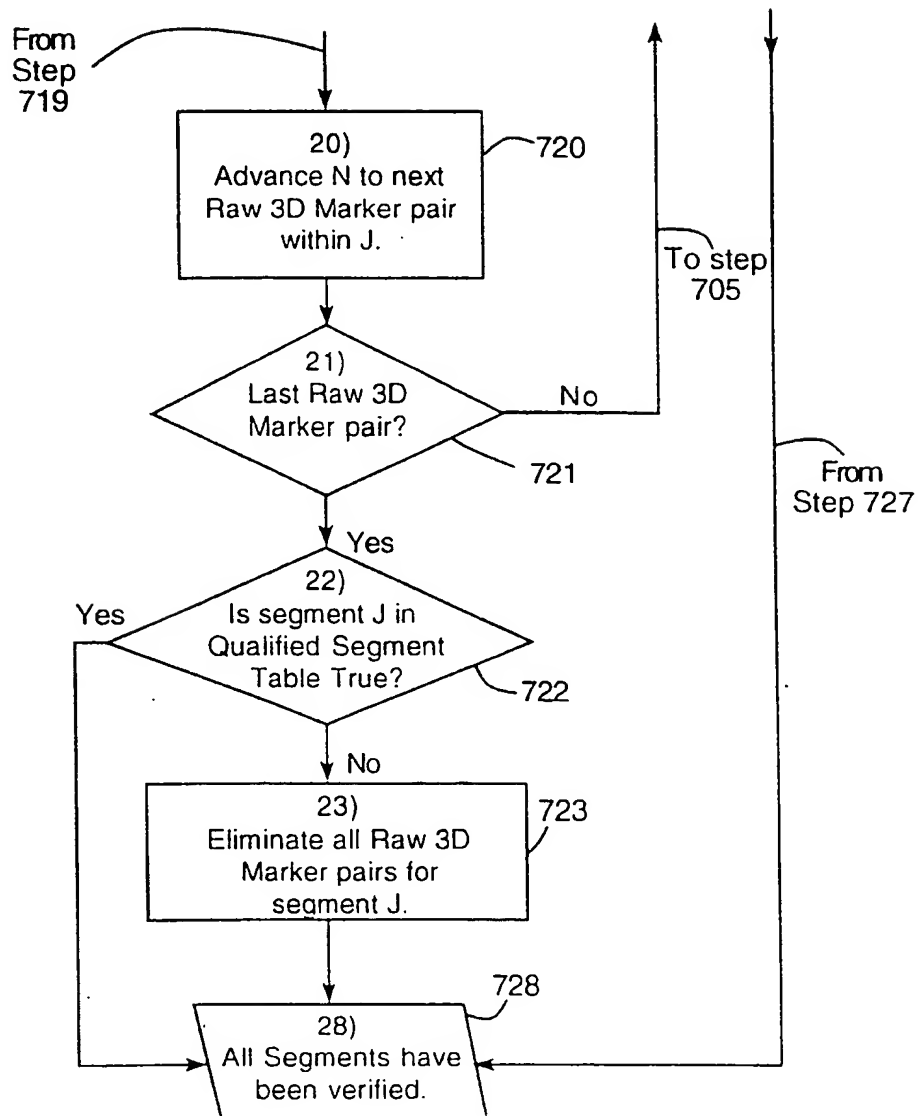 From
Step
719
20)
Advance N to next
Raw 3D Marker pair
within J.
720
To step
705
21)
Last Raw 3D
Marker pair?
No
721
From
Step 727
Yes
22)
Is segment J in
Qualified Segment
Table True?
Yes
722
No
23)
Eliminate all Raw 3D
Marker pairs for
segment J.
723
28)
All Segments have
been verified.
728